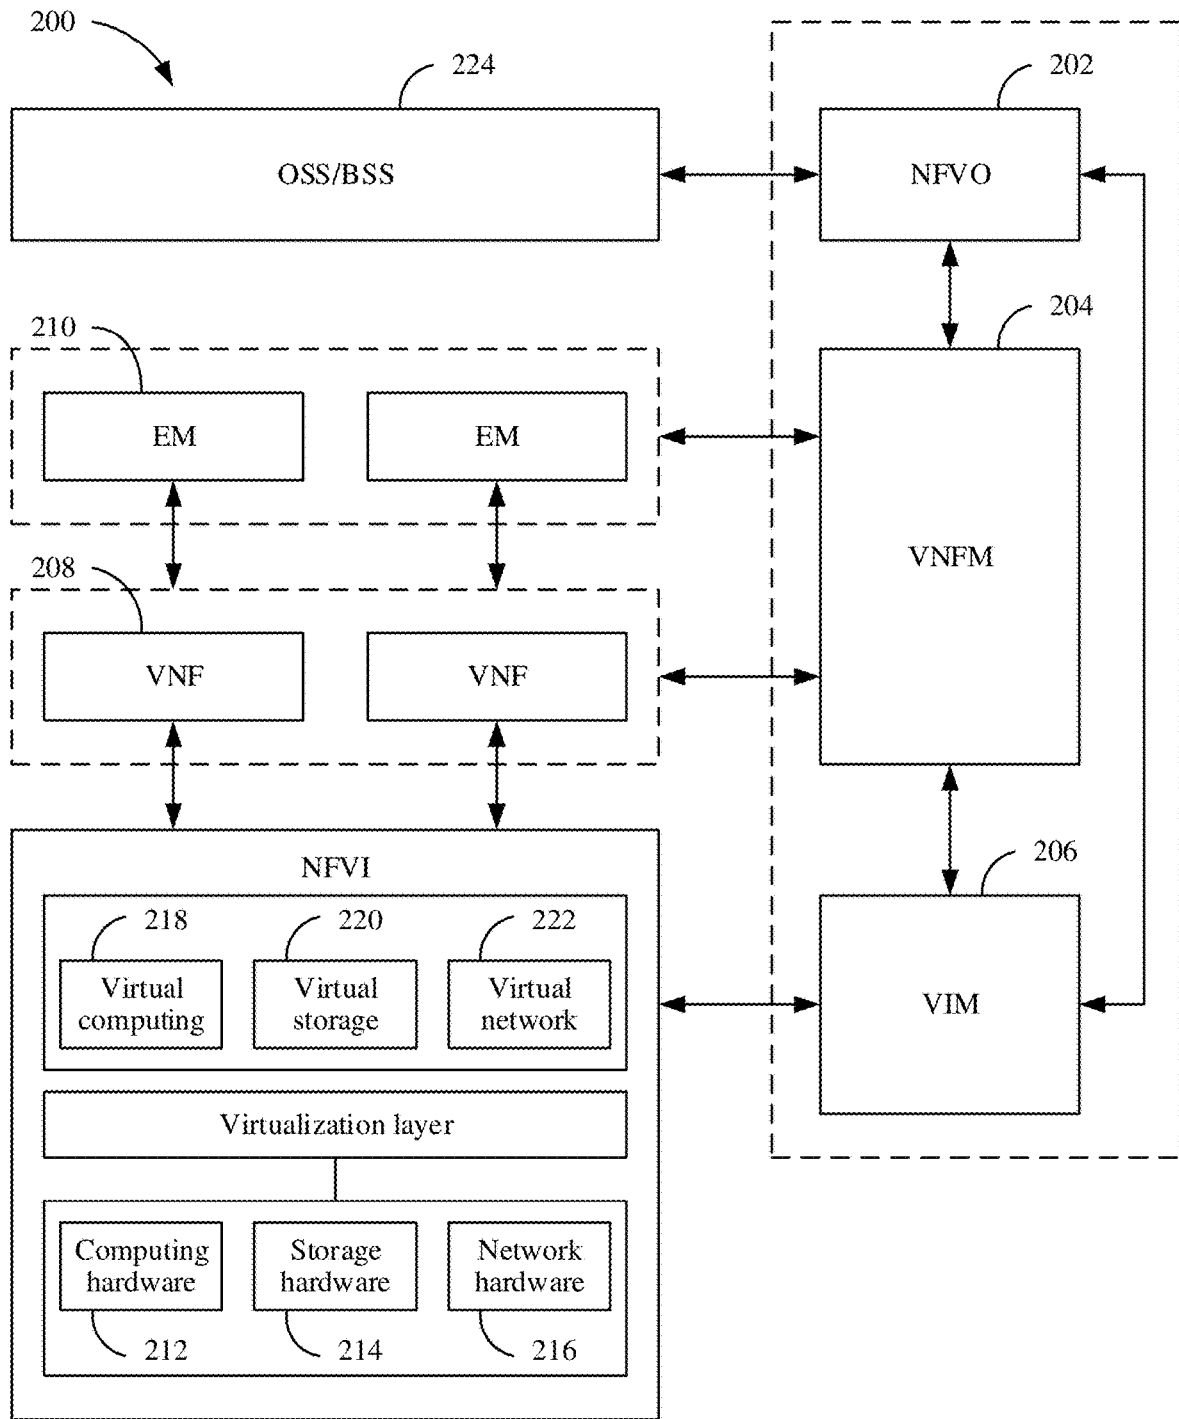 200
224
202
OSS/BSS
NFVO
210
204
EM
EM
VNFM
208
VNF
VNF
NFVI
206
218
220
222
Virtual
computing
Virtual
storage
Virtual
network
VIM
Virtualization layer
Computing
hardware
Storage
hardware
Network
hardware
212
214
216